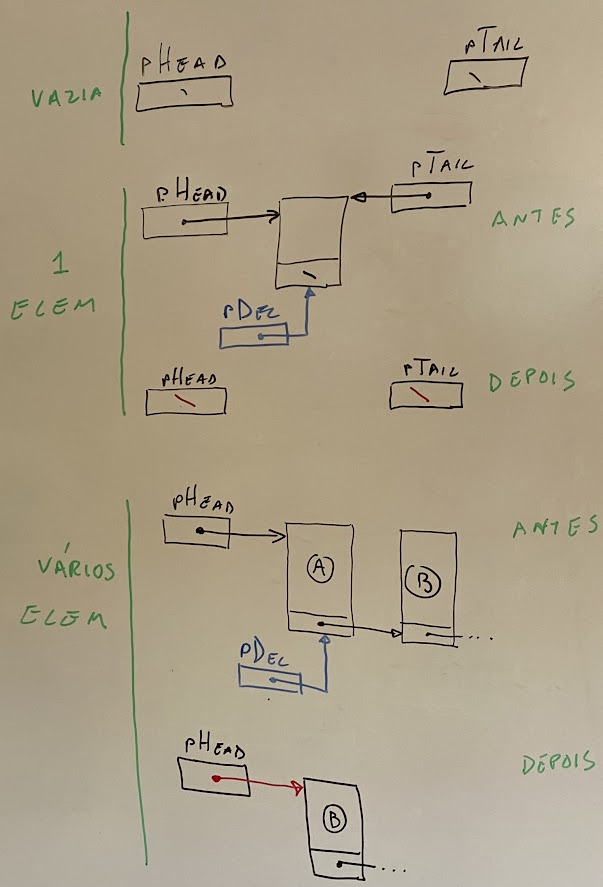 VAZIA
pHEAD
pTAIL
1
ELEM
pHEAD
pTAIL
ANTES
pDEL
pHEAD
pTAIL
DEPOIS
VÁRIOS
ELEM
pHEAD
ANTES
A
B
...
pDEL
pHEAD
DEPOIS
B
...